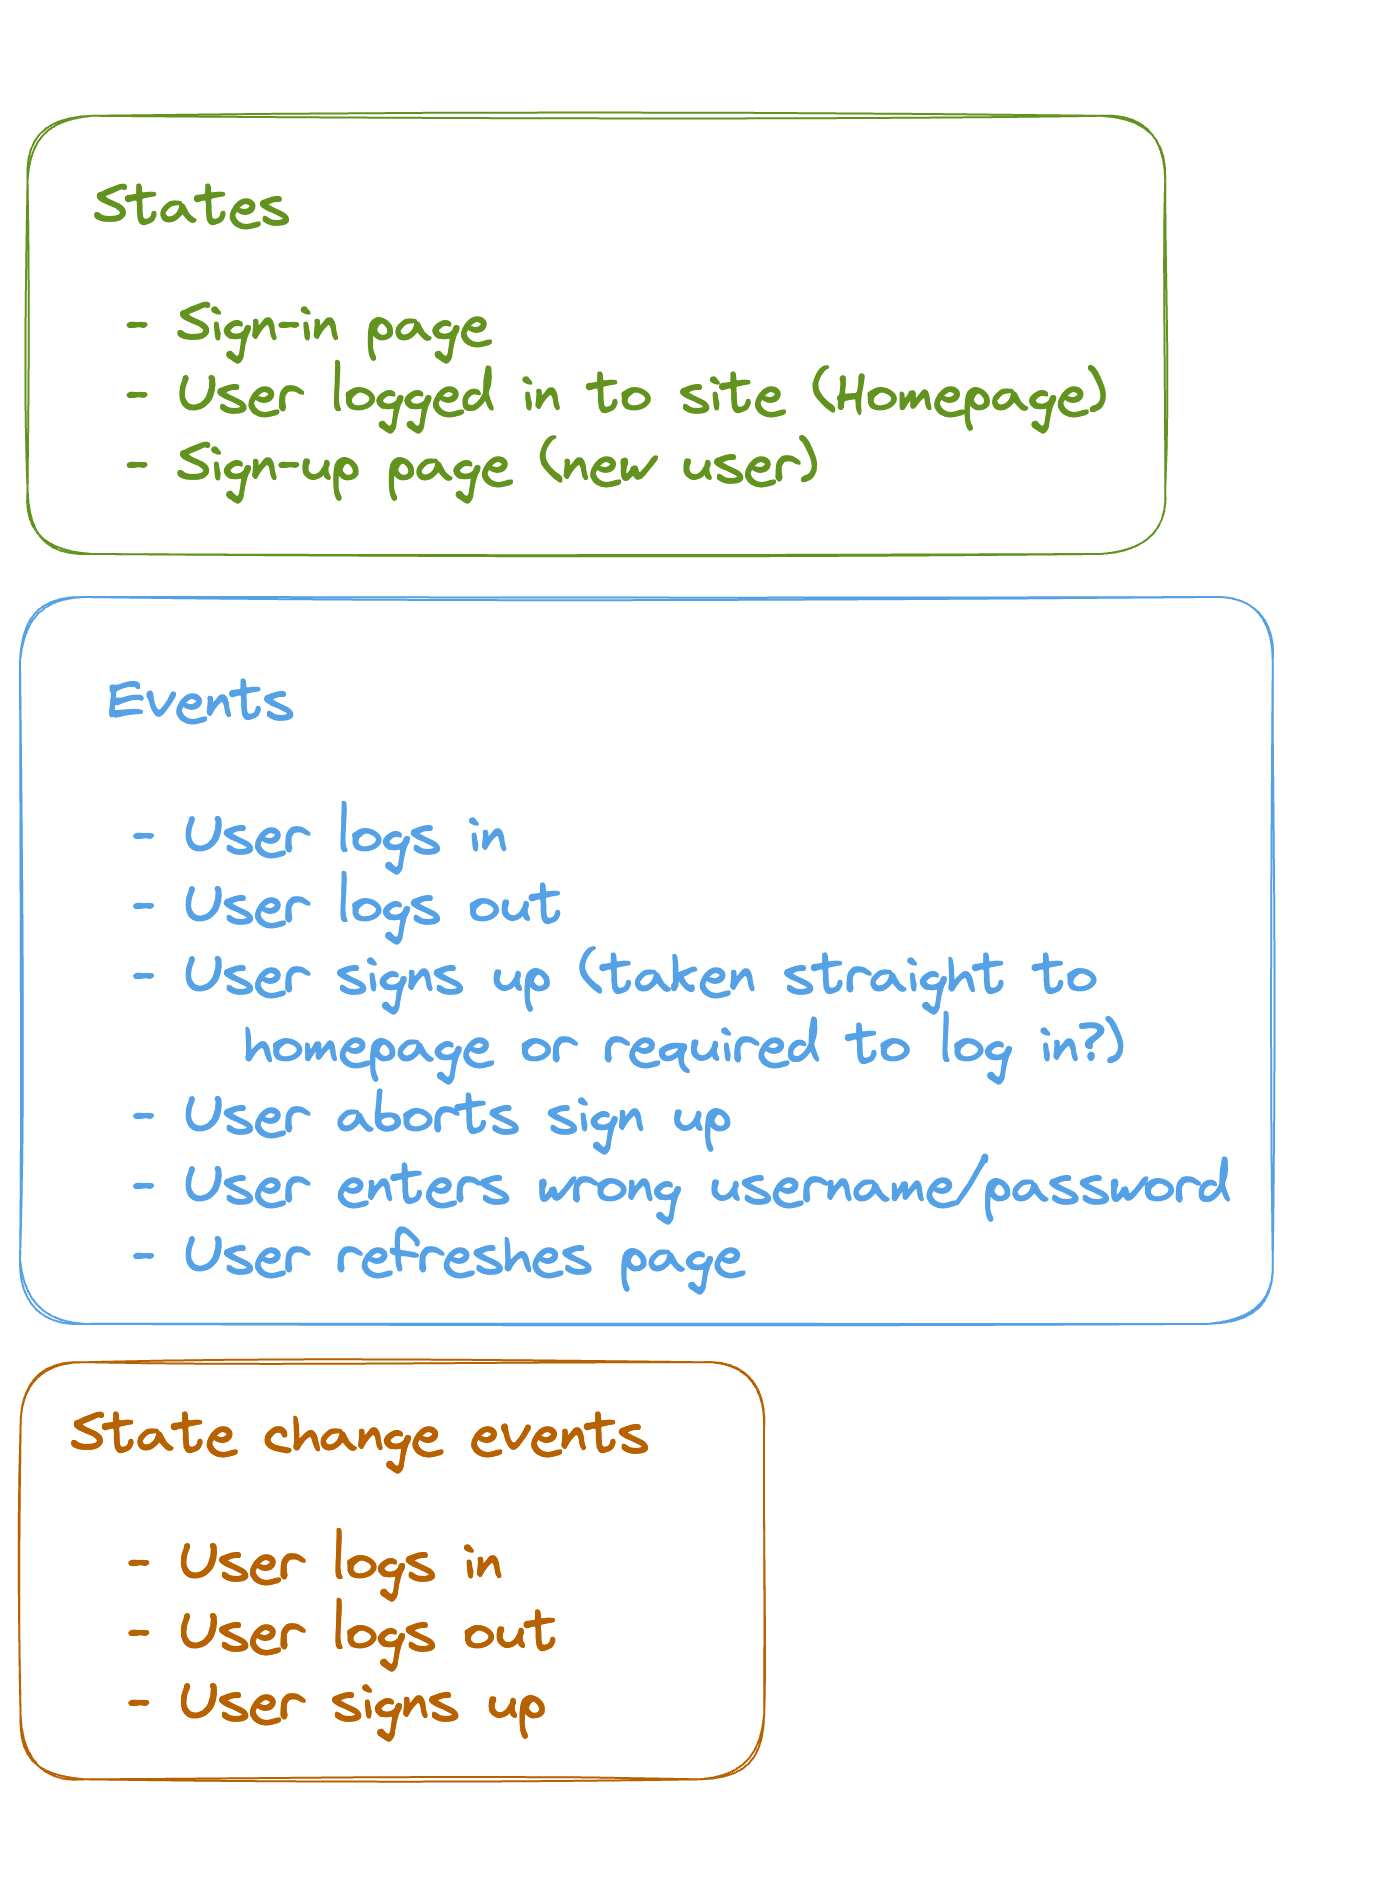 States
- Sign-in page
- User logged in to site (Homepage)
- Sign-up page (new user)
Events
- User logs in
- User logs out
- User signs up (taken straight to
homepage or required to log in?)
- User aborts sign up
- User enters wrong username/password
- User refreshes page
State change events
- User logs in
- User logs out
- User signs up